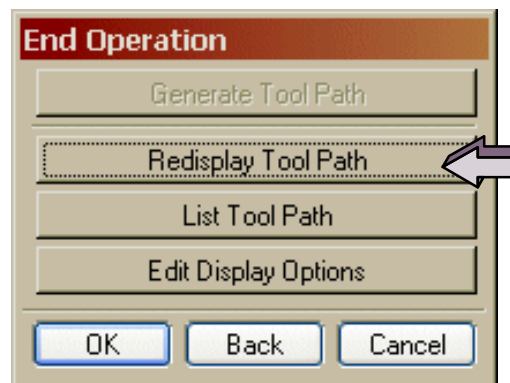 End Operation
Generate Tool Path
Redisplay Tool Path
List Tool Path
Edit Display Options
OK Back Cancel